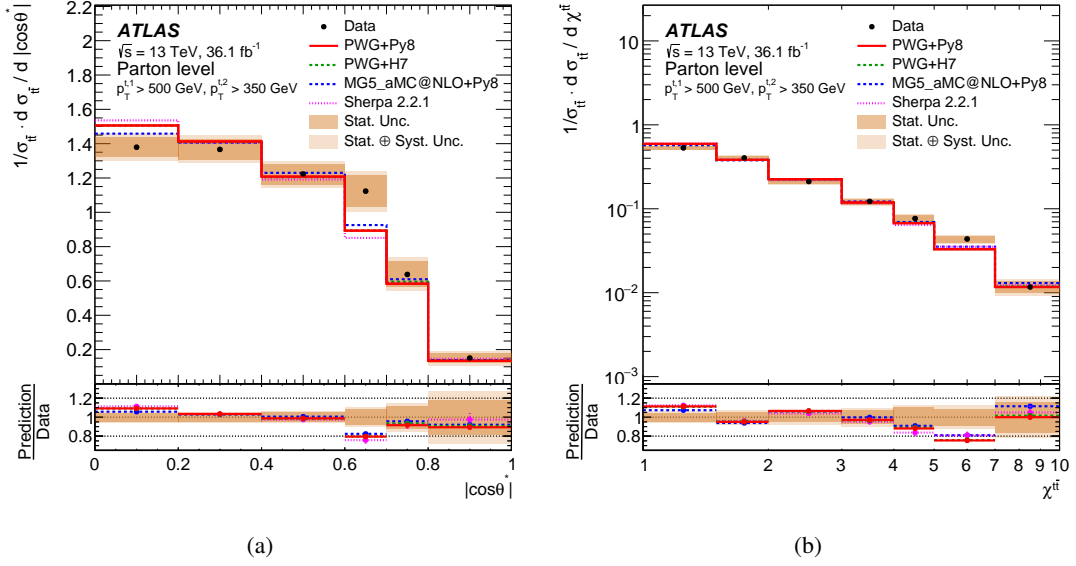 1/σ_tt̄ · d σ_tt̄ / d |cosθ*|
ATLAS
√s = 13 TeV, 36.1 fb⁻¹
Parton level
p_T^{t,1} > 500 GeV, p_T^{t,2} > 350 GeV
Data
PWG+Py8
PWG+H7
MG5_aMC@NLO+Py8
Sherpa 2.2.1
Stat. Unc.
Stat. ⊕ Syst. Unc.
2.2
2
1.8
1.6
1.4
1.2
1
0.8
0.6
0.4
0.2
Prediction
Data
1.2
1
0.8
0 0.2 0.4 0.6 0.8 1
|cosθ*|
(a)
1/σ_tt̄ · d σ_tt̄ / d χ^tt̄
ATLAS
√s = 13 TeV, 36.1 fb⁻¹
Parton level
p_T^{t,1} > 500 GeV, p_T^{t,2} > 350 GeV
Data
PWG+Py8
PWG+H7
MG5_aMC@NLO+Py8
Sherpa 2.2.1
Stat. Unc.
Stat. ⊕ Syst. Unc.
10
1
10⁻¹
10⁻²
10⁻³
Prediction
Data
1.2
1
0.8
1 2 3 4 5 6 7 8 9 10
χ^tt̄
(b)